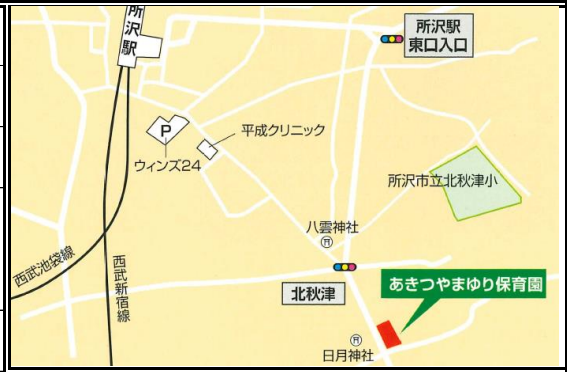 所沢駅
所沢駅
東口入口
P
平成クリニック
ウィンズ24
所沢市立北秋津小
八雲神社
西武池袋線
西武新宿線
北秋津
あきつやまゆり保育園
日月神社